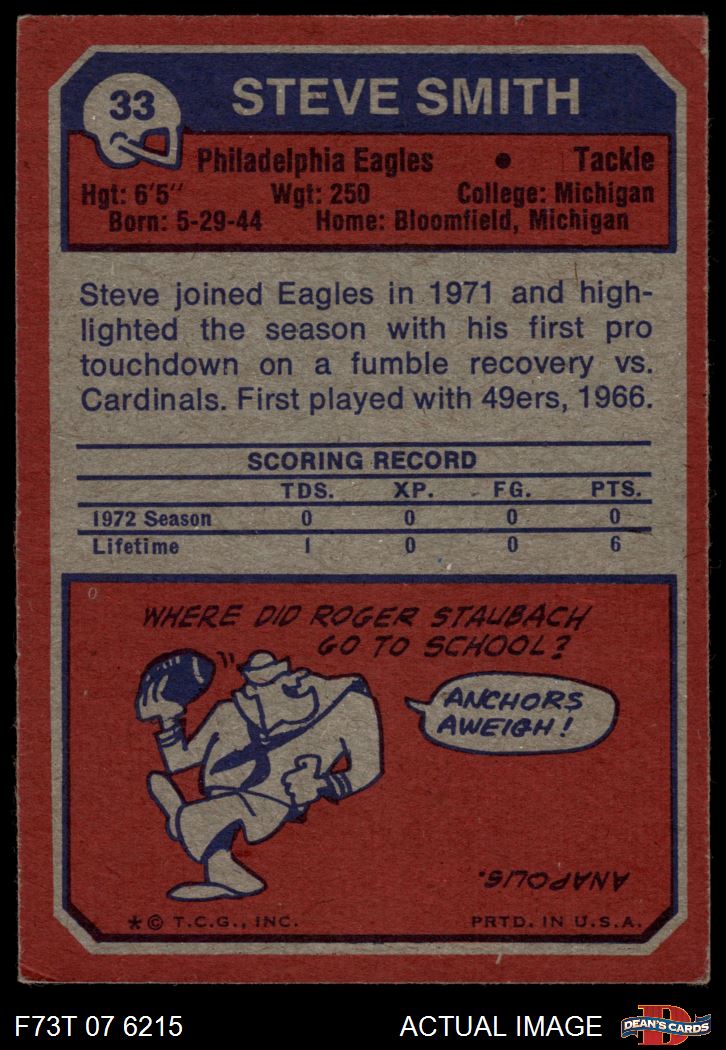 33
STEVE SMITH
Philadelphia Eagles • Tackle
Hgt: 6'5" Wgt: 250 College: Michigan
Born: 5-29-44 Home: Bloomfield, Michigan
Steve joined Eagles in 1971 and high-
lighted the season with his first pro
touchdown on a fumble recovery vs.
Cardinals. First played with 49ers, 1966.
SCORING RECORD
TDS. XP. FG. PTS.
1972 Season 0 0 0 0
Lifetime 1 0 0 6
WHERE DID ROGER STAUBACH
GO TO SCHOOL?
ANCHORS
AWEIGH!
ANAPOLIS.
* © T.C.G., INC. PRTD. IN U.S.A.
F73T 07 6215 ACTUAL IMAGE D DEAN'S CARDS